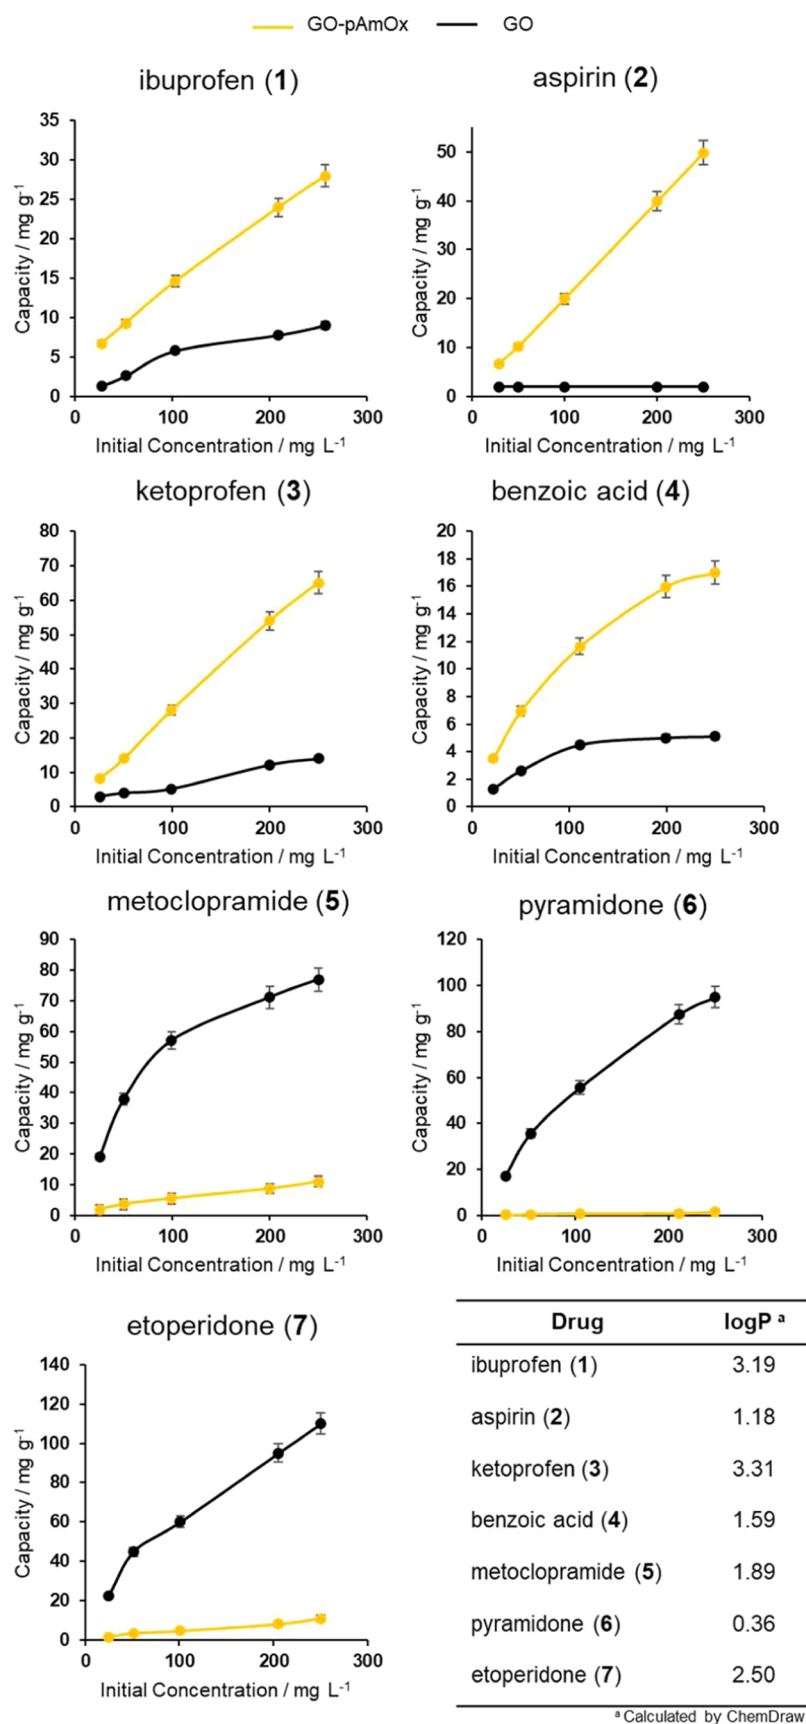 GO-pAmOx GO
ibuprofen (1)
35
30
25
20
15
10
5
0
Capacity / mg g-1
0 100 200 300
Initial Concentration / mg L-1
aspirin (2)
50
40
30
20
10
0
Capacity / mg g-1
0 100 200 300
Initial Concentration / mg L-1
ketoprofen (3)
80
70
60
50
40
30
20
10
0
Capacity / mg g-1
0 100 200 300
Initial Concentration / mg L-1
benzoic acid (4)
20
18
16
14
12
10
8
6
4
2
0
Capacity / mg g-1
0 100 200 300
Initial Concentration / mg L-1
metoclopramide (5)
90
80
70
60
50
40
30
20
10
0
Capacity / mg g-1
0 100 200 300
Initial Concentration / mg L-1
pyramidone (6)
120
100
80
60
40
20
0
Capacity / mg g-1
0 100 200 300
Initial Concentration / mg L-1
etoperidone (7)
140
120
100
80
60
40
20
0
Capacity / mg g-1
0 100 200 300
Initial Concentration / mg L-1
Drug logP a
ibuprofen (1) 3.19
aspirin (2) 1.18
ketoprofen (3) 3.31
benzoic acid (4) 1.59
metoclopramide (5) 1.89
pyramidone (6) 0.36
etoperidone (7) 2.50
a Calculated by ChemDraw